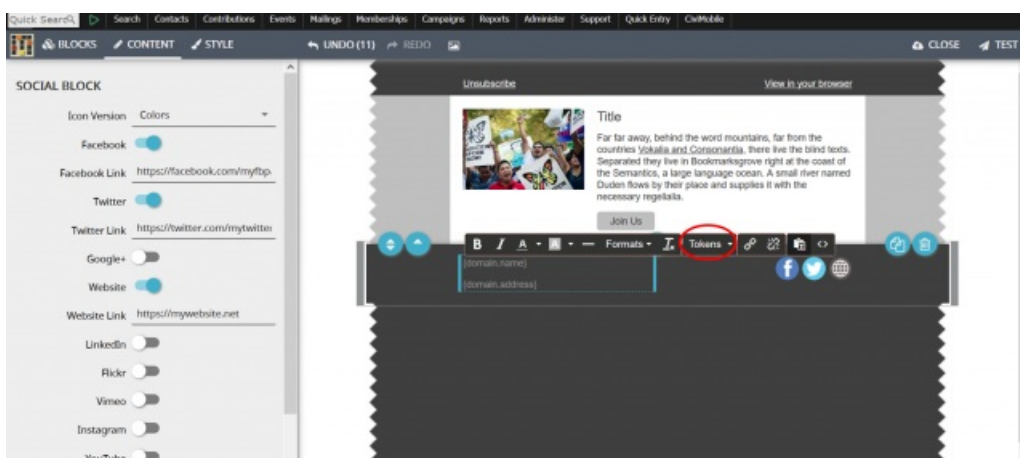 Quick Search Search Contacts Contributions Events Mailings Memberships Campaigns Reports Administer Support Quick Entry CiviMobile
BLOCKS CONTENT STYLE UNDO (11) REDO CLOSE TEST
SOCIAL BLOCK
Icon Version Colors
Facebook
Facebook Link https://facebook.com/myfbp
Twitter
Twitter Link https://twitter.com/mytwitter
Google+
Website
Website Link https://mywebsite.net
LinkedIn
Flickr
Vimeo
Instagram
YouTube
Unsubscribe View in your browser
Title
Far far away, behind the word mountains, far from the
countries Vokalia and Consonantia, there live the blind texts.
Separated they live in Bookmarksgrove right at the coast of
the Semantics, a large language ocean. A small river named
Duden flows by their place and supplies it with the
necessary regelialia.
Join Us
B I A A Formats Tokens
{domain.name}
{domain.address}